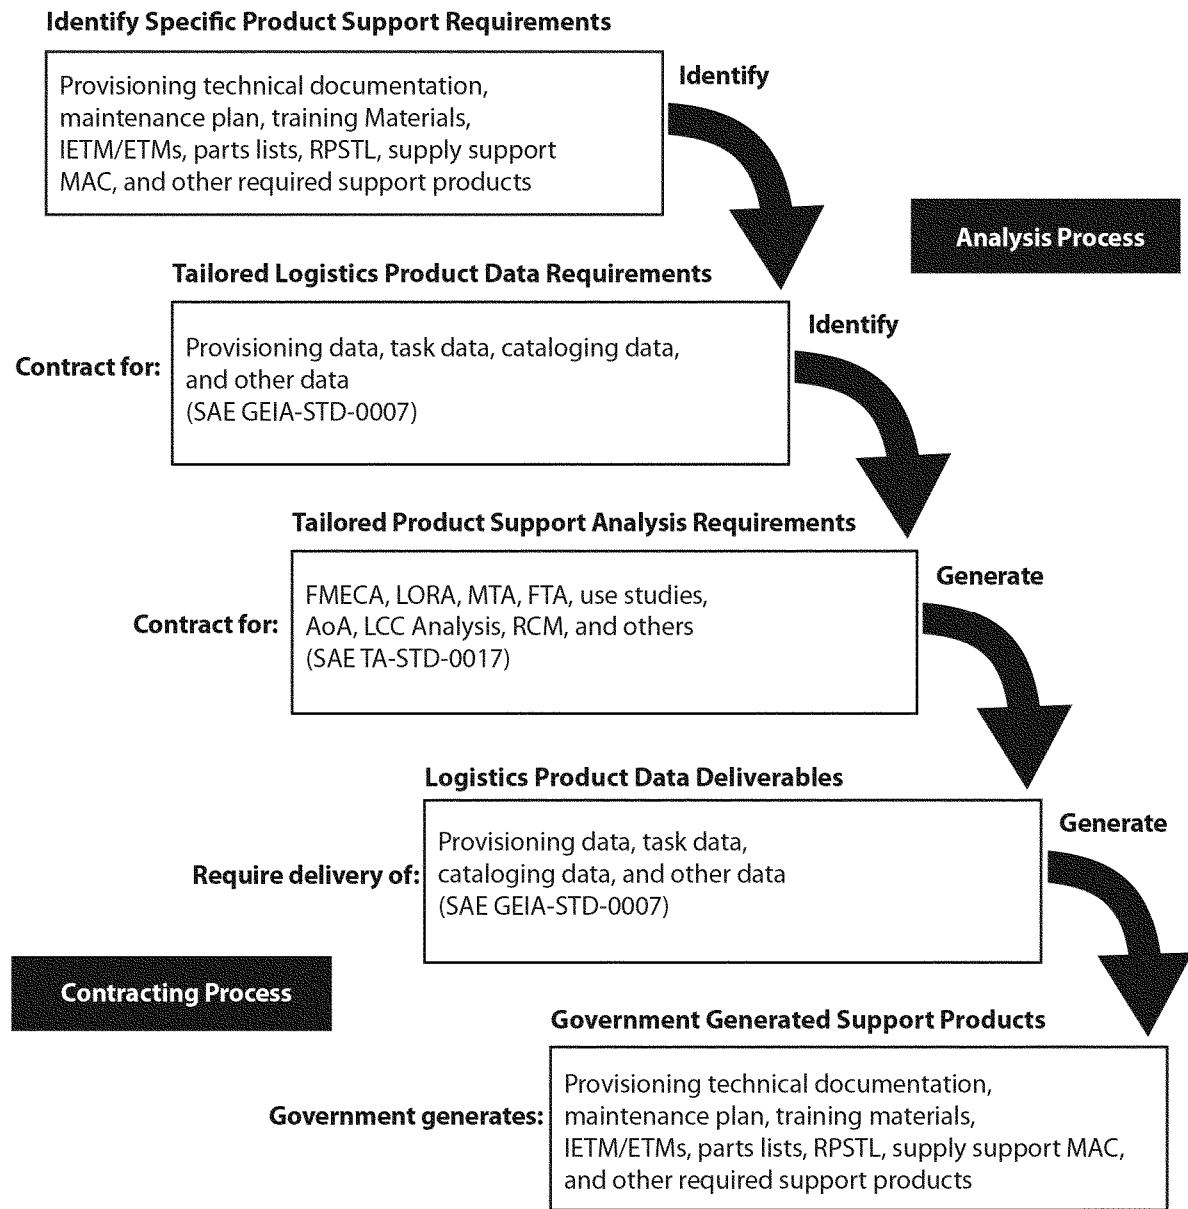 Identify Specific Product Support Requirements
Provisioning technical documentation,
maintenance plan, training Materials,
IETM/ETMs, parts lists, RPSTL, supply support
MAC, and other required support products
Identify
Analysis Process
Tailored Logistics Product Data Requirements
Contract for:
Provisioning data, task data, cataloging data,
and other data
(SAE GEIA-STD-0007)
Identify
Tailored Product Support Analysis Requirements
Contract for:
FMECA, LORA, MTA, FTA, use studies,
AoA, LCC Analysis, RCM, and others
(SAE TA-STD-0017)
Generate
Logistics Product Data Deliverables
Require delivery of:
Provisioning data, task data,
cataloging data, and other data
(SAE GEIA-STD-0007)
Generate
Contracting Process
Government Generated Support Products
Government generates:
Provisioning technical documentation,
maintenance plan, training materials,
IETM/ETMs, parts lists, RPSTL, supply support MAC,
and other required support products